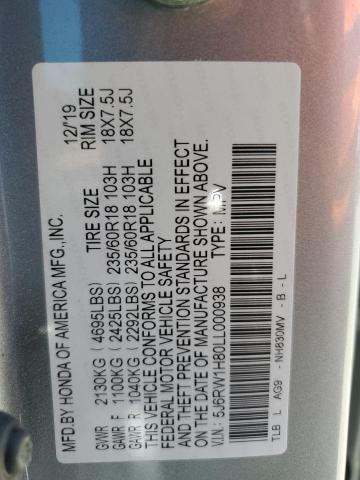 MFD.BY HONDA OF AMERICA MFG.,INC. 12/'19
TIRE SIZE RIM SIZE
GVWR 2130KG (4695LBS)
GAWR F 1100KG (2425LBS) 235/60R18 103H 18X7.5J
GAWR R 1040KG (2292LBS) 235/60R18 103H 18X7.5J
THIS VEHICLE CONFORMS TO ALL APPLICABLE
FEDERAL MOTOR VEHICLE SAFETY
AND THEFT PREVENTION STANDARDS IN EFFECT
ON THE DATE OF MANUFACTURE SHOWN ABOVE.
V.I.N.: 5J6RW1H80LL000938 TYPE: MPV
TLB L AG9 NH830MV - B - L